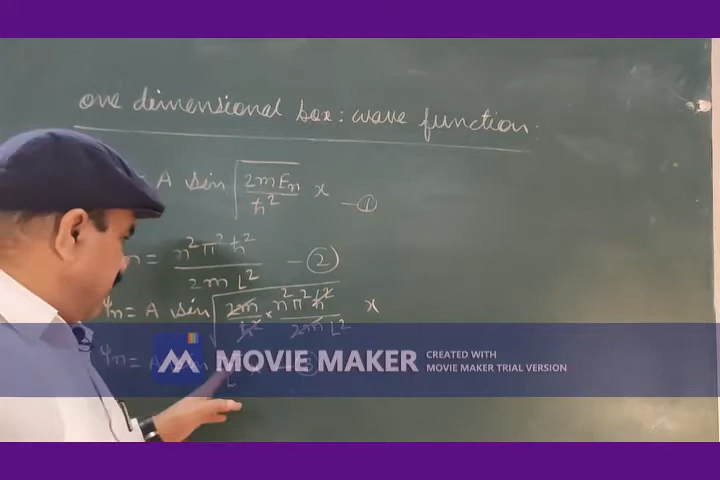 one dimensional box: wave function.
A sin √(2mEₙ/ħ²) x —①
n = n²π²ħ²/2mL² —②
Ψn = A sin √(2m/ħ² × n²π²ħ²/2mL²) x
Ψn = A
MOVIE MAKER
CREATED WITH
MOVIE MAKER TRIAL VERSION